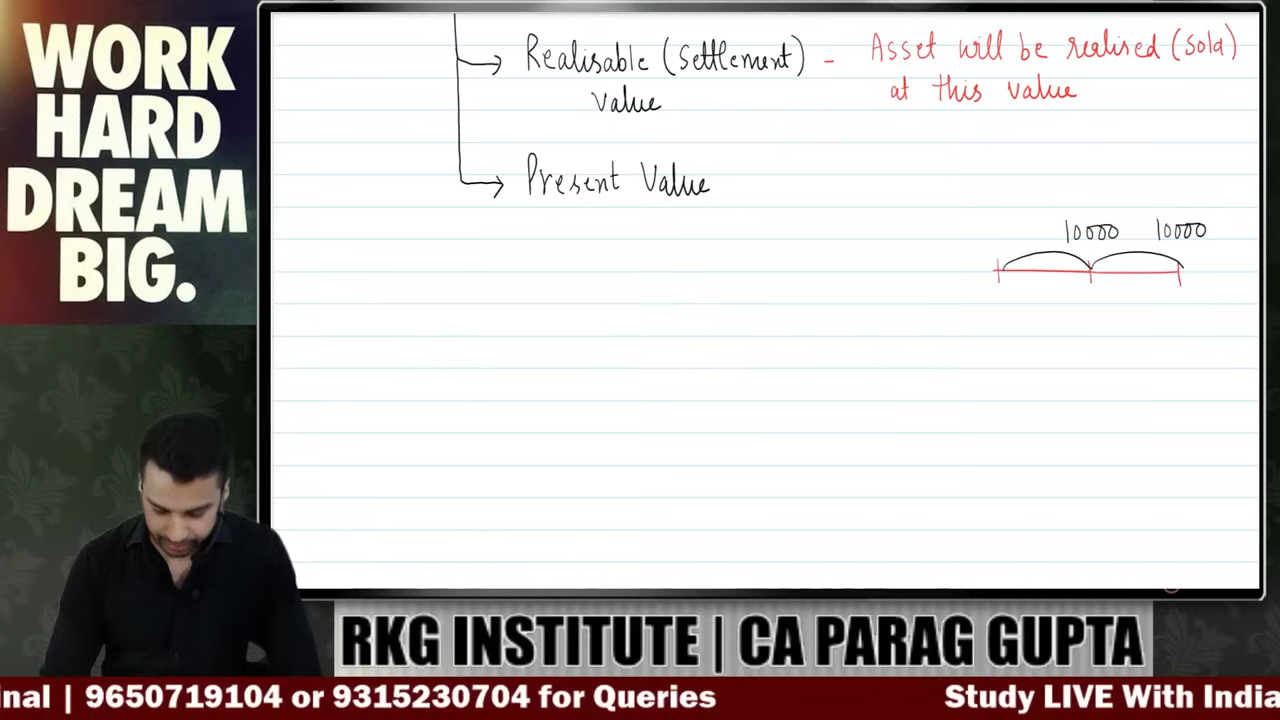 WORK
HARD
DREAM
BIG.
Realisable (Settlement) - Asset will be realised (Sold)
Value at this value
Present Value
10000 10000
RKG INSTITUTE | CA PARAG GUPTA
inal | 9650719104 or 9315230704 for Queries Study LIVE With India